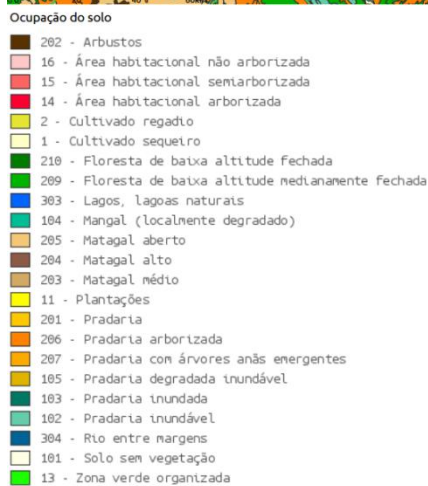 Ocupação do solo
202 - Arbustos
16 - Área habitacional não arborizada
15 - Área habitacional semiarborizada
14 - Área habitacional arborizada
2 - Cultivado regadio
1 - Cultivado sequeiro
210 - Floresta de baixa altitude fechada
209 - Floresta de baixa altitude medianamente fechada
303 - Lagos, lagoas naturais
104 - Mangal (localmente degradado)
205 - Matagal aberto
204 - Matagal alto
203 - Matagal médio
11 - Plantações
201 - Pradaria
206 - Pradaria arborizada
207 - Pradaria com árvores anãs emergentes
105 - Pradaria degradada inundável
103 - Pradaria inundada
102 - Pradaria inundável
304 - Rio entre margens
101 - Solo sem vegetação
13 - Zona verde organizada